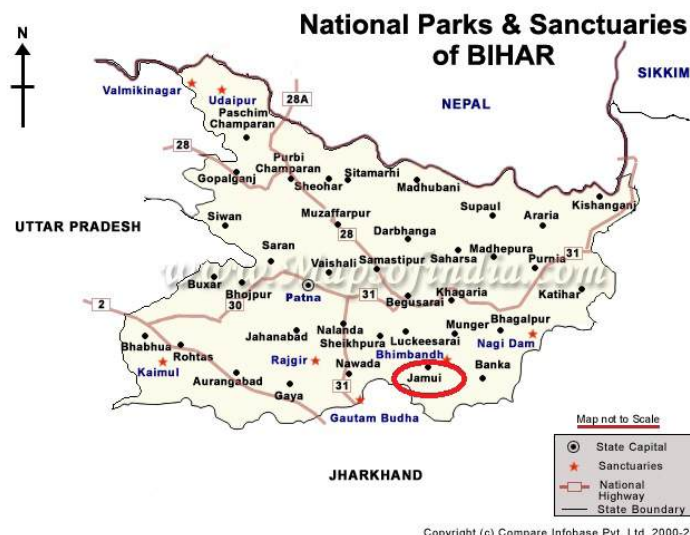 National Parks & Sanctuaries
of BIHAR
N
SIKKIM
Valmikinagar
Udaipur
28A
NEPAL
Paschim
Champaran
28
Purbi
Champaran
Gopalganj
Sheohar
Sitamarhi
Madhubani
Kishanganj
Siwan
Muzaffarpur
Supaul
Araria
UTTAR PRADESH
28
Darbhanga
Saran
Vaishali
Samastipur
Saharsa
Madhepura
Purnia
31
www.Mapsofindia.com
Buxar
Bhojpur
Patna
31
Begusarai
Khagaria
Katihar
2
30
Jahanabad
Nalanda
Sheikhpura
Luckeesarai
Munger
Bhagalpur
Bhabhua
Rohtas
Rajgir
Nawada
Bhimbandh
Nagi Dam
Kaimul
Aurangabad
Gaya
31
Jamui
Banka
Gautam Budha
Map not to Scale
JHARKHAND
State Capital
Sanctuaries
National
Highway
State Boundary
Copyright (c) Compare Infobase Pvt. Ltd. 2000-2